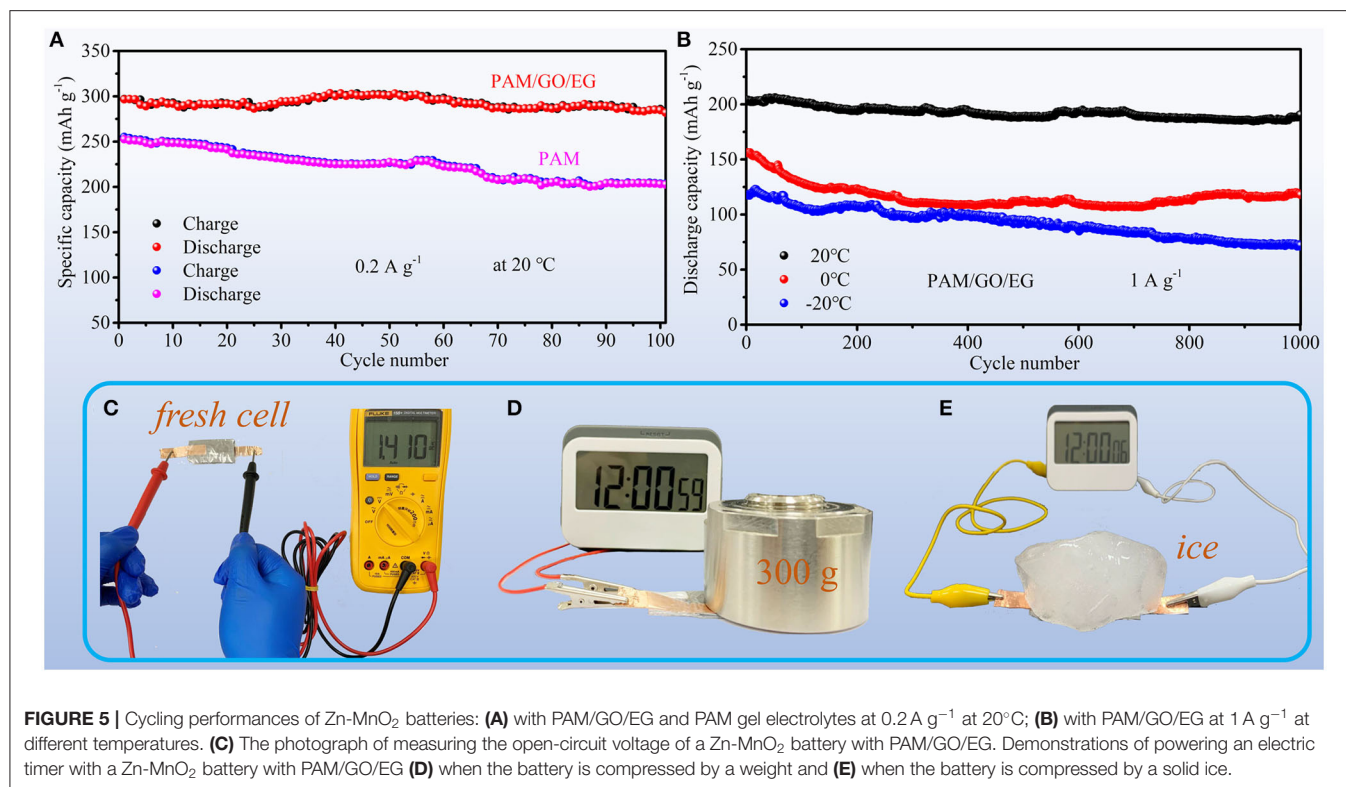 A
350
300
250
200
150
100
50
Specific capacity (mAh g⁻¹)
PAM/GO/EG
PAM
Charge
Discharge
Charge
Discharge
0.2 A g⁻¹ at 20 °C
0 10 20 30 40 50 60 70 80 90 100
Cycle number
B
250
200
150
100
50
0
Discharge capacity (mAh g⁻¹)
20°C
0°C
-20°C
PAM/GO/EG 1 A g⁻¹
0 200 400 600 800 1000
Cycle number
C
fresh cell
FLUKE
1.410
OFF
COM
D
12:00 59
300 g
E
12:00 06
ice
FIGURE 5 | Cycling performances of Zn-MnO₂ batteries: (A) with PAM/GO/EG and PAM gel electrolytes at 0.2 A g⁻¹ at 20°C; (B) with PAM/GO/EG at 1 A g⁻¹ at
different temperatures. (C) The photograph of measuring the open-circuit voltage of a Zn-MnO₂ battery with PAM/GO/EG. Demonstrations of powering an electric
timer with a Zn-MnO₂ battery with PAM/GO/EG (D) when the battery is compressed by a weight and (E) when the battery is compressed by a solid ice.